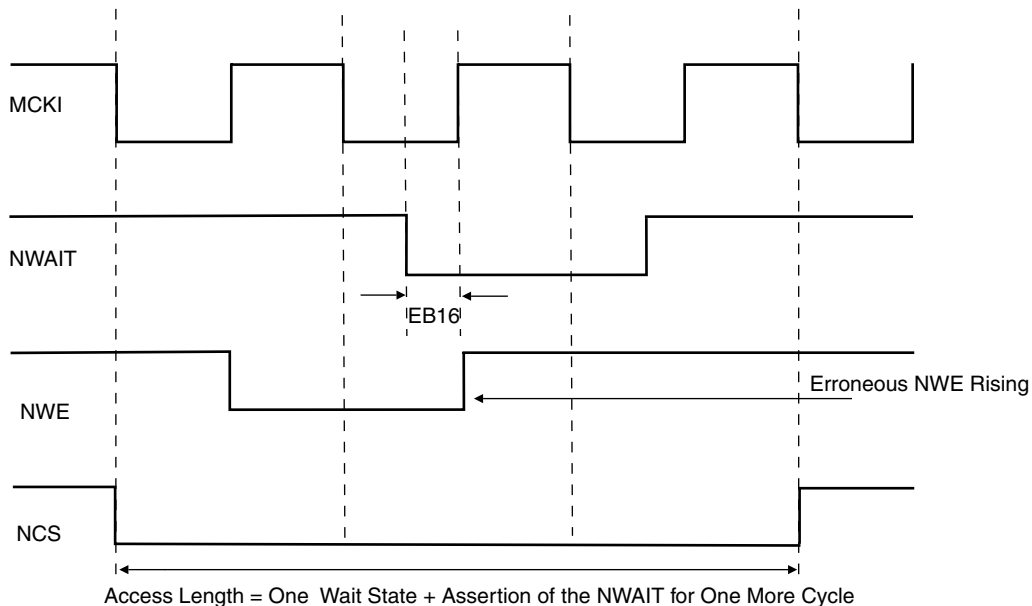 MCKI
NWAIT
EB16
Erroneous NWE Rising
NWE
NCS
Access Length = One Wait State + Assertion of the NWAIT for One More Cycle